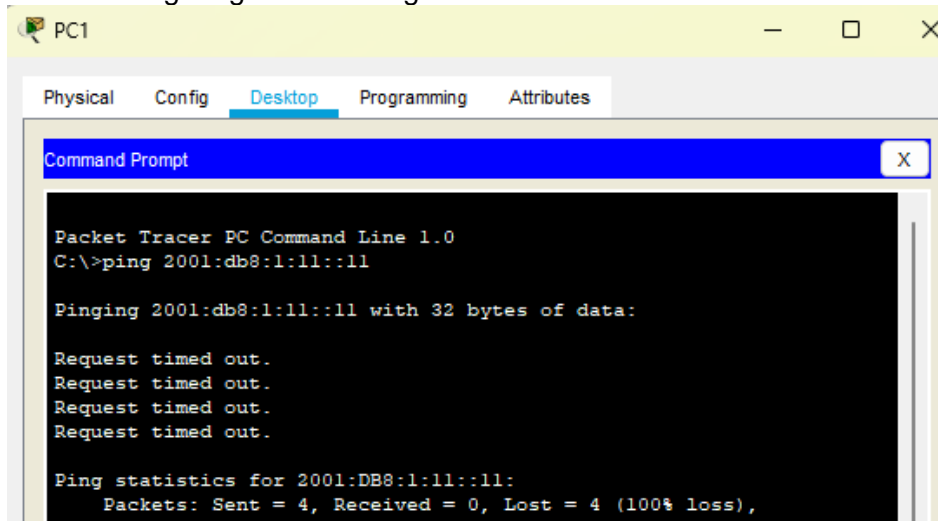 PC1
Physical Config Desktop Programming Attributes
Command Prompt
X
Packet Tracer PC Command Line 1.0
C:\>ping 2001:db8:1:11::11
Pinging 2001:db8:1:11::11 with 32 bytes of data:
Request timed out.
Request timed out.
Request timed out.
Request timed out.
Ping statistics for 2001:DB8:1:11::11:
Packets: Sent = 4, Received = 0, Lost = 4 (100% loss),